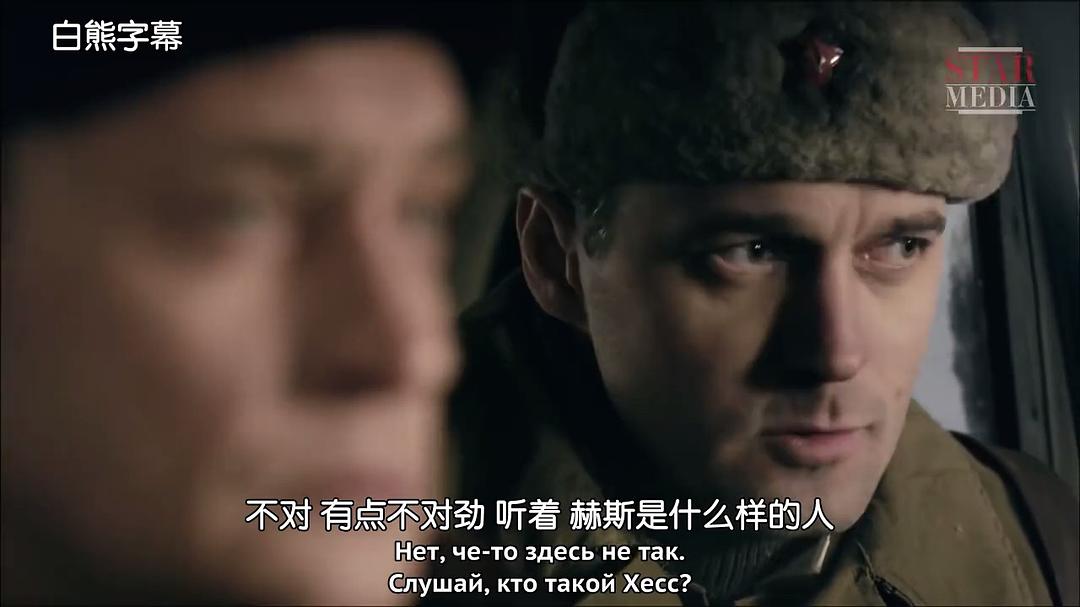 白熊字幕
STAR
MEDIA
不对 有点不对劲 听着 赫斯是什么样的人
Нет, че-то здесь не так.
Слушай, кто такой Хесс?